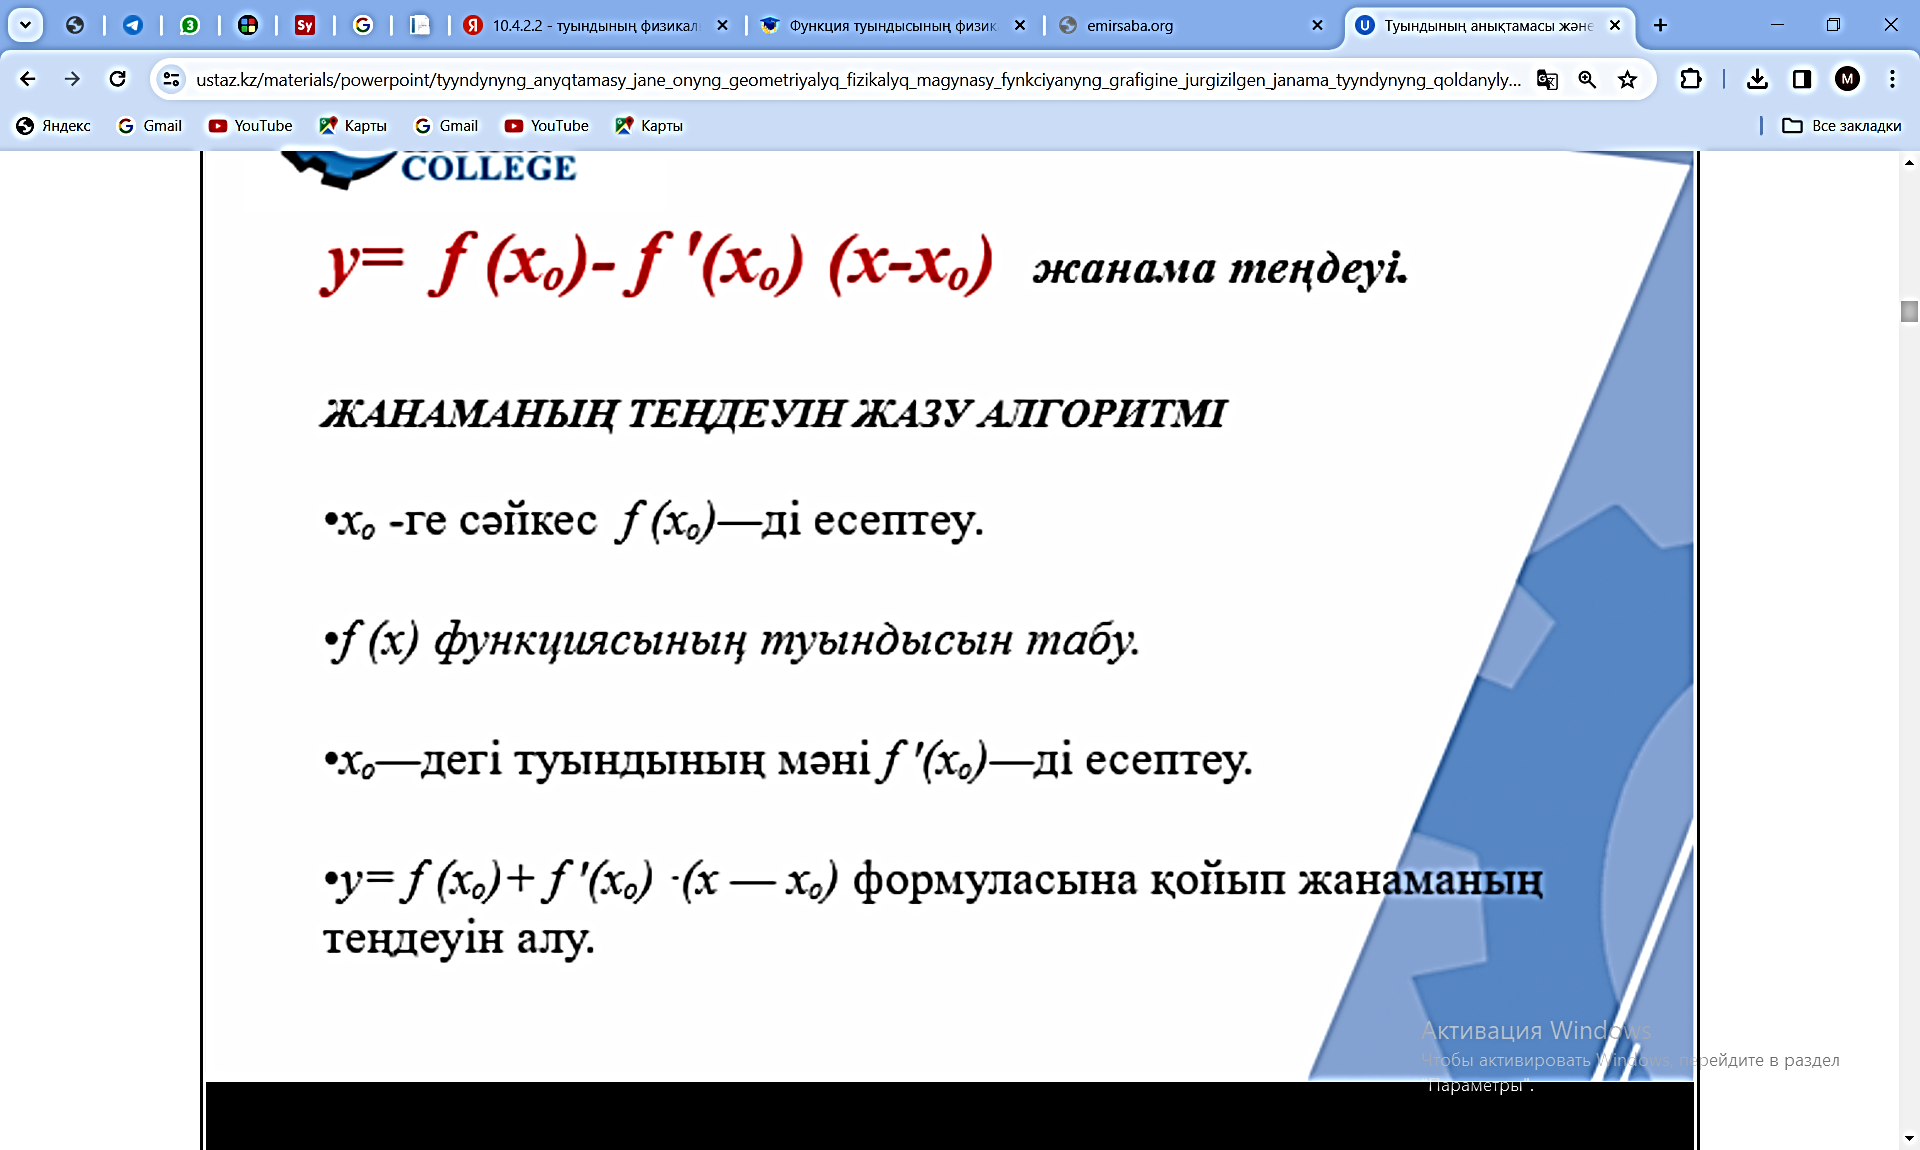 3
Sy
10.4.2.2 - туындының физикал
Функция туындысының физик
emirsaba.org
U
Туындының анықтамасы және
ustaz.kz/materials/powerpoint/tyyndynyng_anyqtamasy_jane_onyng_geometriyalyq_fizikalyq_magynasy_fynkciyanyng_grafigine_jurgizilgen_janama_tyyndynyng_qoldanyly...
M
Яндекс
Gmail
YouTube
Карты
Gmail
YouTube
Карты
Все закладки
COLLEGE
y= f (x₀)- f '(x₀) (x-x₀) жанама теңдеуі.
ЖАНАМАНЫҢ ТЕҢДЕУІН ЖАЗУ АЛГОРИТМІ
•x₀ -ге сәйкес f (x₀)—ді есептеу.
•f (x) функциясының туындысын табу.
•x₀—дегі туындының мәні f '(x₀)—ді есептеу.
•y= f (x₀)+ f '(x₀) ·(x — x₀) формуласына қойып жанаманың
теңдеуін алу.
Активация Windows
Чтобы активировать Windows, перейдите в раздел
"Параметры".